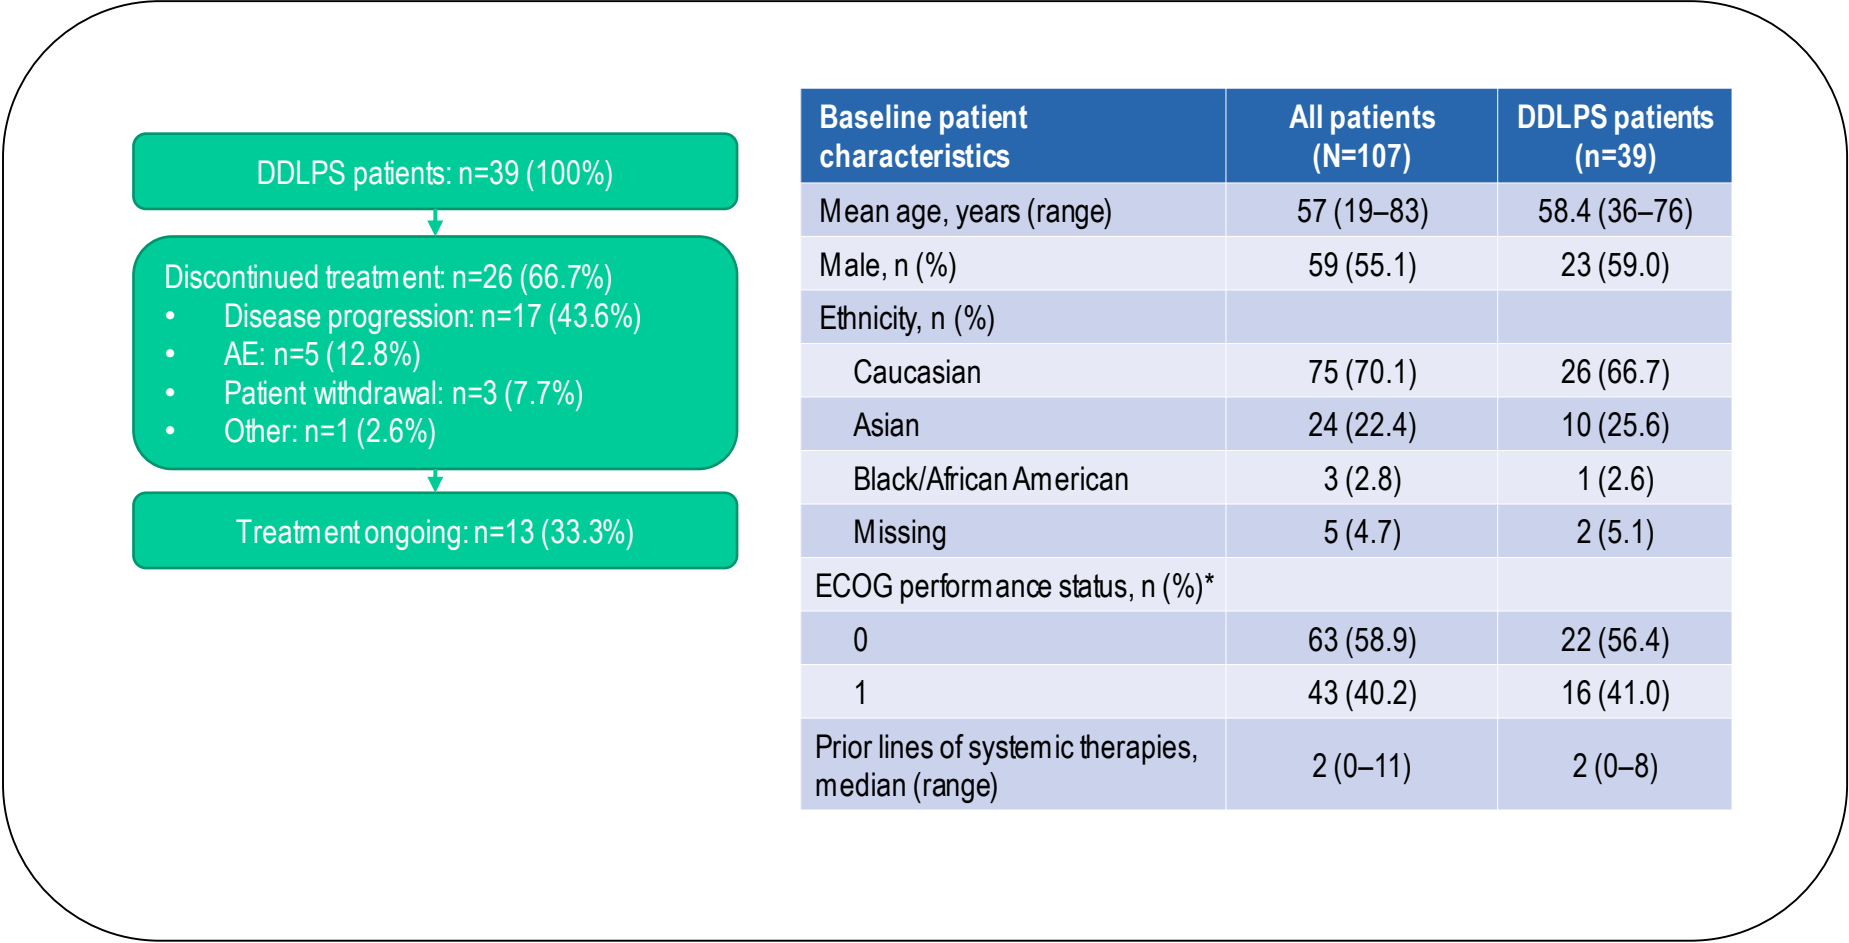 DDLPS patients: n=39 (100%)
Discontinued treatment: n=26 (66.7%)
• Disease progression: n=17 (43.6%)
• AE: n=5 (12.8%)
• Patient withdrawal: n=3 (7.7%)
• Other: n=1 (2.6%)
Treatment ongoing: n=13 (33.3%)
Baseline patient characteristics All patients (N=107) DDLPS patients (n=39)
Mean age, years (range) 57 (19–83) 58.4 (36–76)
Male, n (%) 59 (55.1) 23 (59.0)
Ethnicity, n (%)
Caucasian 75 (70.1) 26 (66.7)
Asian 24 (22.4) 10 (25.6)
Black/African American 3 (2.8) 1 (2.6)
Missing 5 (4.7) 2 (5.1)
ECOG performance status, n (%)*
0 63 (58.9) 22 (56.4)
1 43 (40.2) 16 (41.0)
Prior lines of systemic therapies, median (range) 2 (0–11) 2 (0–8)